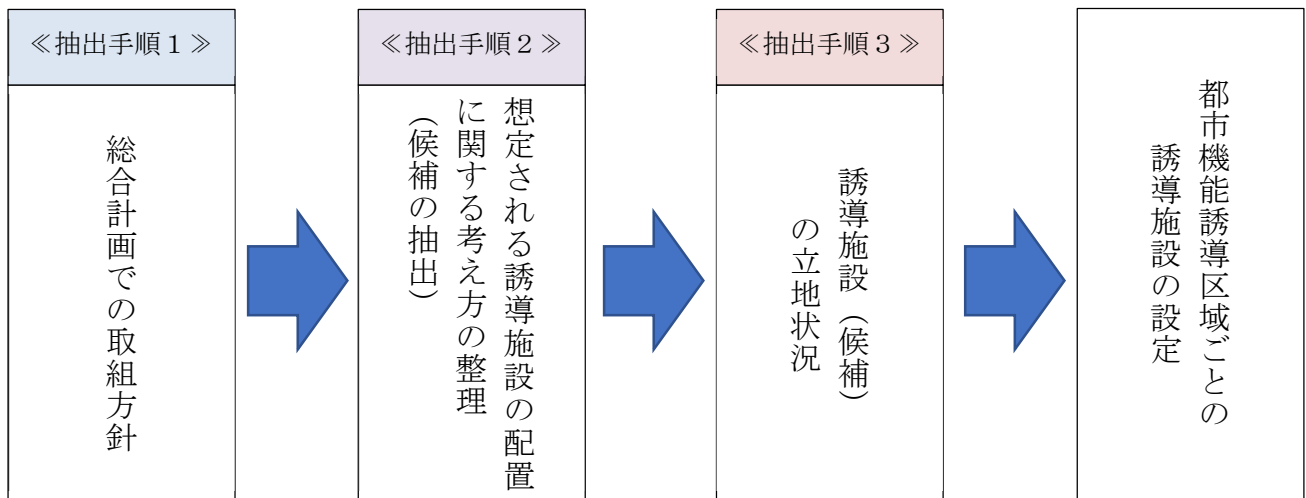 ≪抽出手順１≫
総合計画での取組方針
≪抽出手順２≫
想定される誘導施設の配置
に関する考え方の整理
（候補の抽出）
≪抽出手順３≫
誘導施設（候補）
の立地状況
都市機能誘導区域ごとの
誘導施設の設定